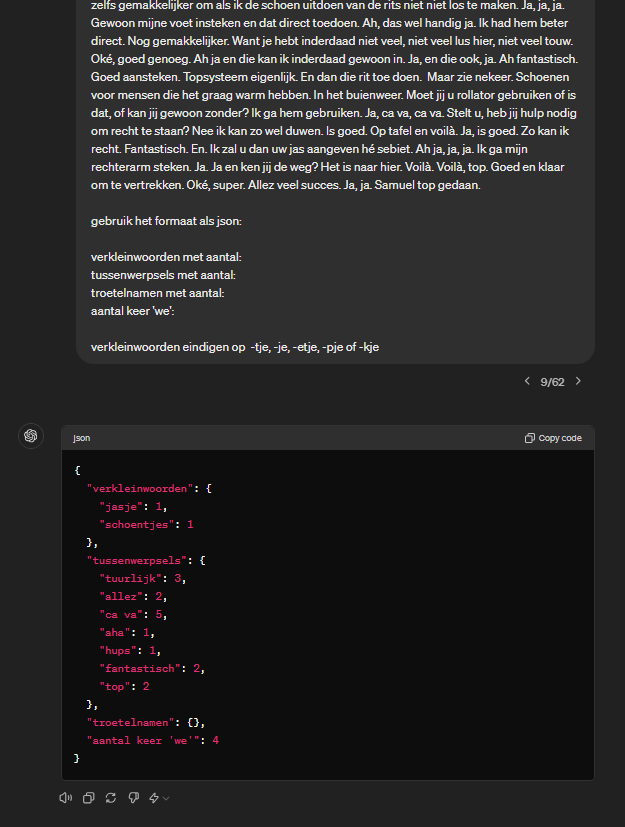 zelfs gemakkelijker om als ik de schoen uitdoen van de rits niet niet los te maken. Ja, ja, ja.
Gewoon mijne voet insteken en dat direct toedoen. Ah, das wel handig ja. Ik had hem beter
direct. Nog gemakkelijker. Want je hebt inderdaad niet veel, niet veel lus hier, niet veel touw.
Oké, goed genoeg. Ah ja en die kan ik inderdaad gewoon in. Ja, en die ook, ja. Ah fantastisch.
Goed aansteken. Topsysteem eigenlijk. En dan die rit toe doen.  Maar zie nekeer. Schoenen
voor mensen die het graag warm hebben. In het buienweer. Moet jij u rollator gebruiken of is
dat, of kan jij gewoon zonder? Ik ga hem gebruiken. Ja, ca va, ca va. Stelt u, heb jij hulp nodig
om recht te staan? Nee ik kan zo wel duwen. Is goed. Op tafel en voilà. Ja, is goed. Zo kan ik
recht. Fantastisch. En. Ik zal u dan uw jas aangeven hé sebiet. Ah ja, ja, ja. Ik ga mijn
rechterarm steken. Ja. Ja en ken jij de weg? Het is naar hier. Voilà. Voilà, top. Goed en klaar
om te vertrekken. Oké, super. Allez veel succes. Ja, ja. Samuel top gedaan.
gebruik het formaat als json:
verkleinwoorden met aantal:
tussenwerpsels met aantal:
troetelnamen met aantal:
aantal keer 'we':
verkleinwoorden eindigen op  -tje, -je, -etje, -pje of -kje
9/62
json
Copy code
{
"verkleinwoorden": {
"jasje": 1,
"schoentjes": 1
},
"tussenwerpsels": {
"tuurlijk": 3,
"allez": 2,
"ca va": 5,
"aha": 1,
"hups": 1,
"fantastisch": 2,
"top": 2
},
"troetelnamen": {},
"aantal keer 'we'": 4
}